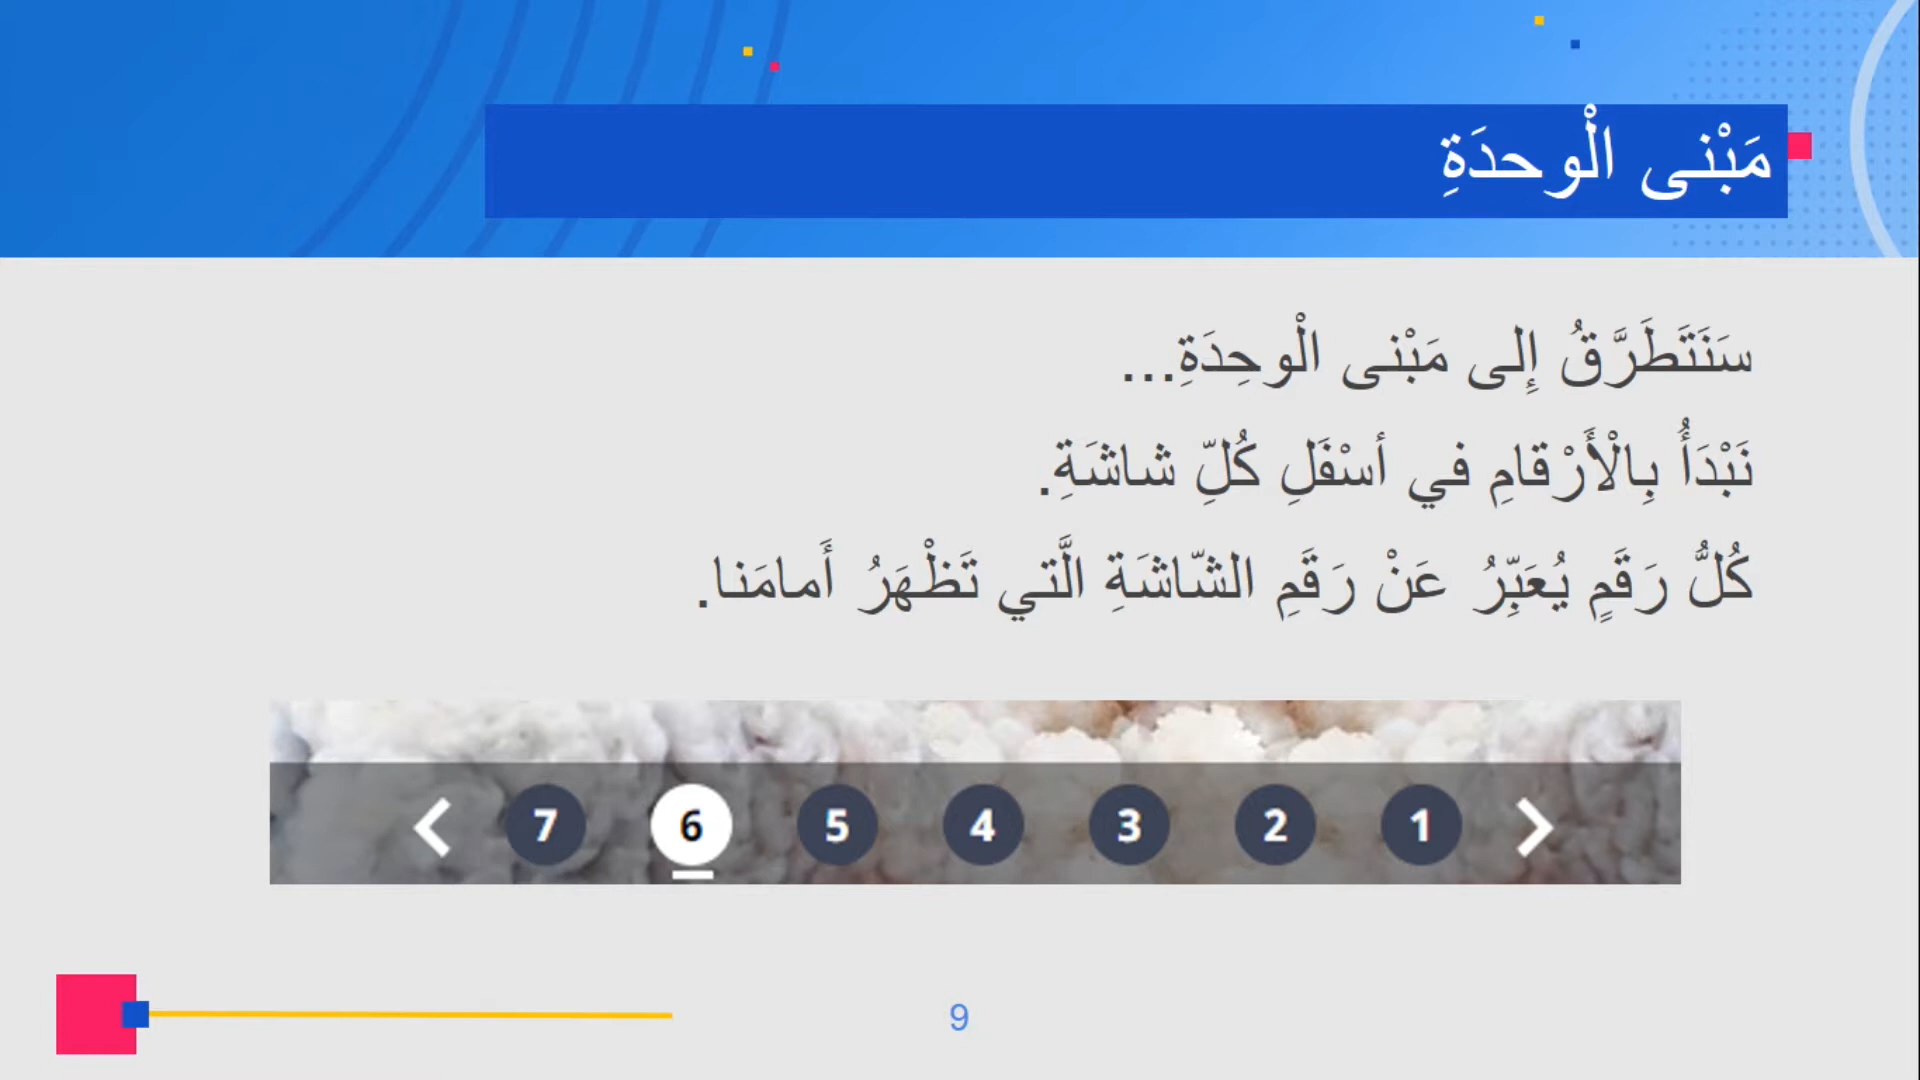 مَبْنى الْوحدَةِ
سَنَتَطَرَّقُ إِلى مَبْنى الْوحِدَةِ...
نَبْدَأُ بِالْأَرْقامِ في أسْفَلِ كُلِّ شاشَةِ.
كُلُّ رَقَمٍ يُعَبِّرُ عَنْ رَقَمِ الشّاشَةِ الَّتي تَظْهَرُ أَمامَنا.
7 6 5 4 3 2 1
9